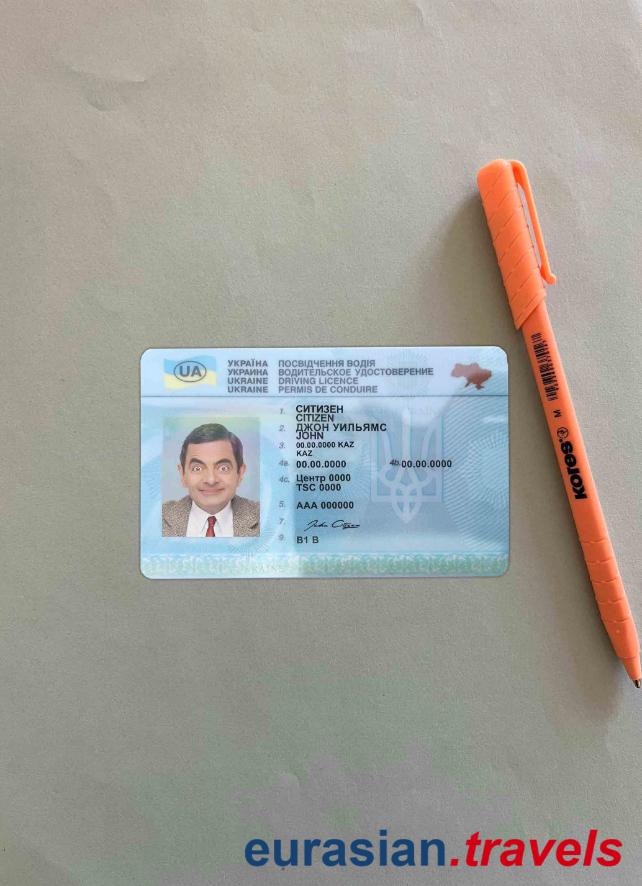 УКРАЇНА ПОСВІДЧЕННЯ ВОДІЯ
УКРАИНА ВОДИТЕЛЬСКОЕ УДОСТОВЕРЕНИЕ
UKRAINE DRIVING LICENCE
UKRAINE PERMIS DE CONDUIRE
UA
1. СИТИЗЕН
CITIZEN
2. ДЖОН УИЛЬЯМС
JOHN
3. 00.00.0000 KAZ
KAZ
4a. 00.00.0000 4b. 00.00.0000
4c. Центр 0000
TSC 0000
5. AAA 000000
7. John Citizen
9. B1 B
kores
M
eurasian.travels